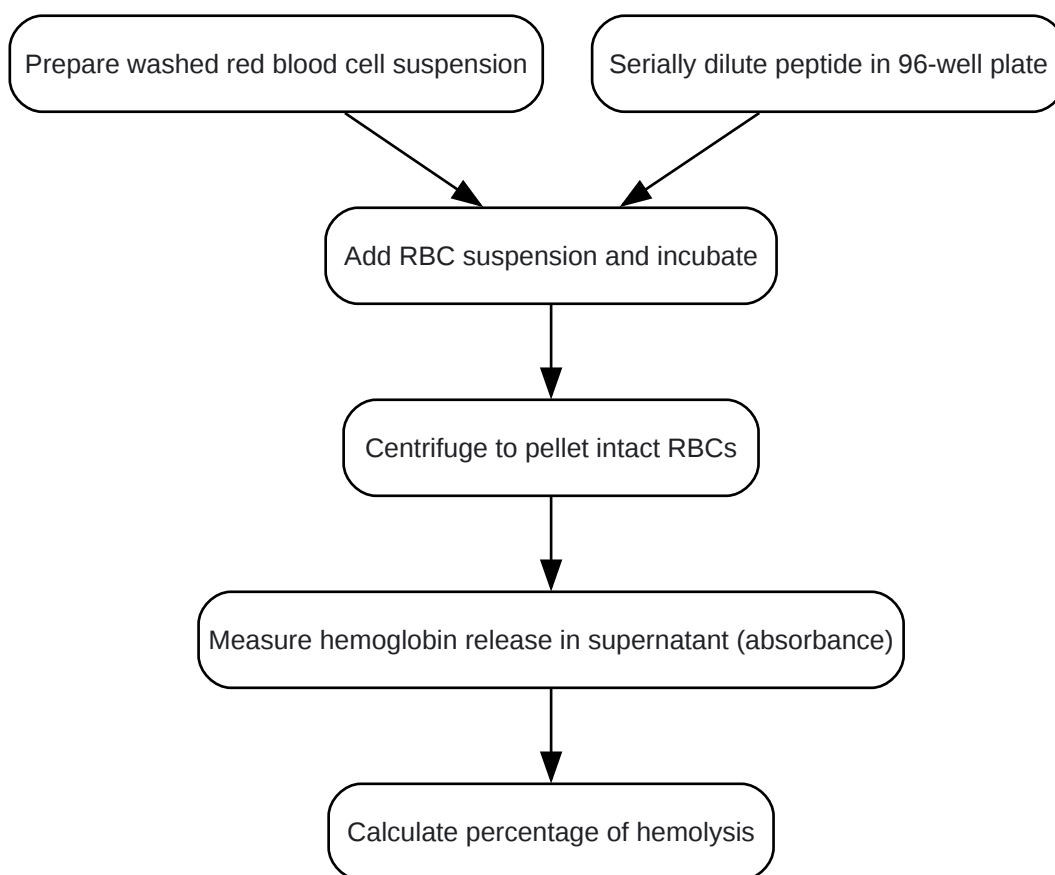 Prepare washed red blood cell suspension
Serially dilute peptide in 96-well plate
Add RBC suspension and incubate
Centrifuge to pellet intact RBCs
Measure hemoglobin release in supernatant (absorbance)
Calculate percentage of hemolysis